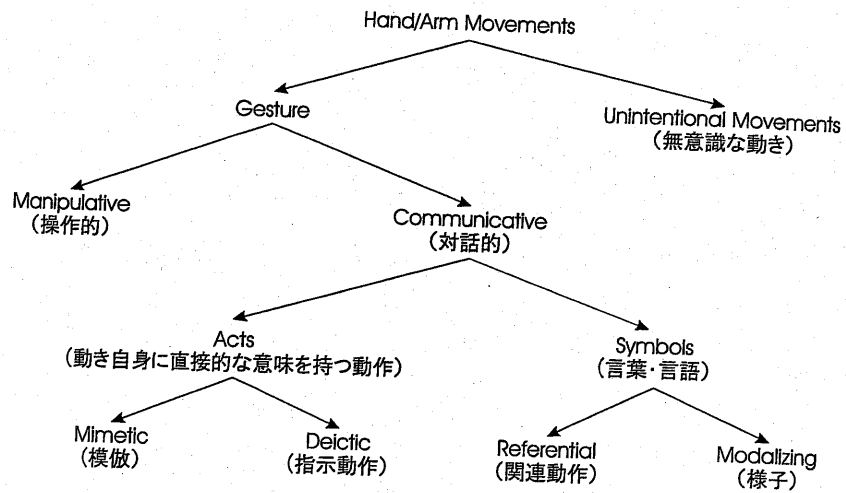 Hand/Arm Movements
Gesture
Unintentional Movements
（無意識な動き）
Manipulative
（操作的）
Communicative
（対話的）
Acts
（動き自身に直接的な意味を持つ動作）
Symbols
（言葉・言語）
Mimetic
（模倣）
Deictic
（指示動作）
Referential
（関連動作）
Modalizing
（様子）